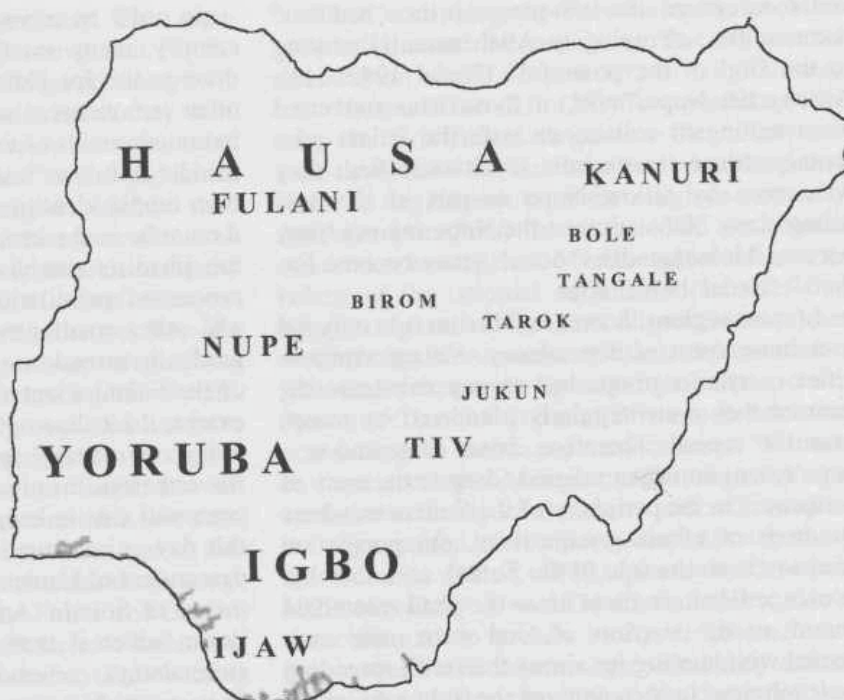 HAUSA
KANURI
FULANI
BOLE
TANGALE
BIROM
TAROK
NUPE
JUKUN
YORUBA
TIV
IGBO
IJAW